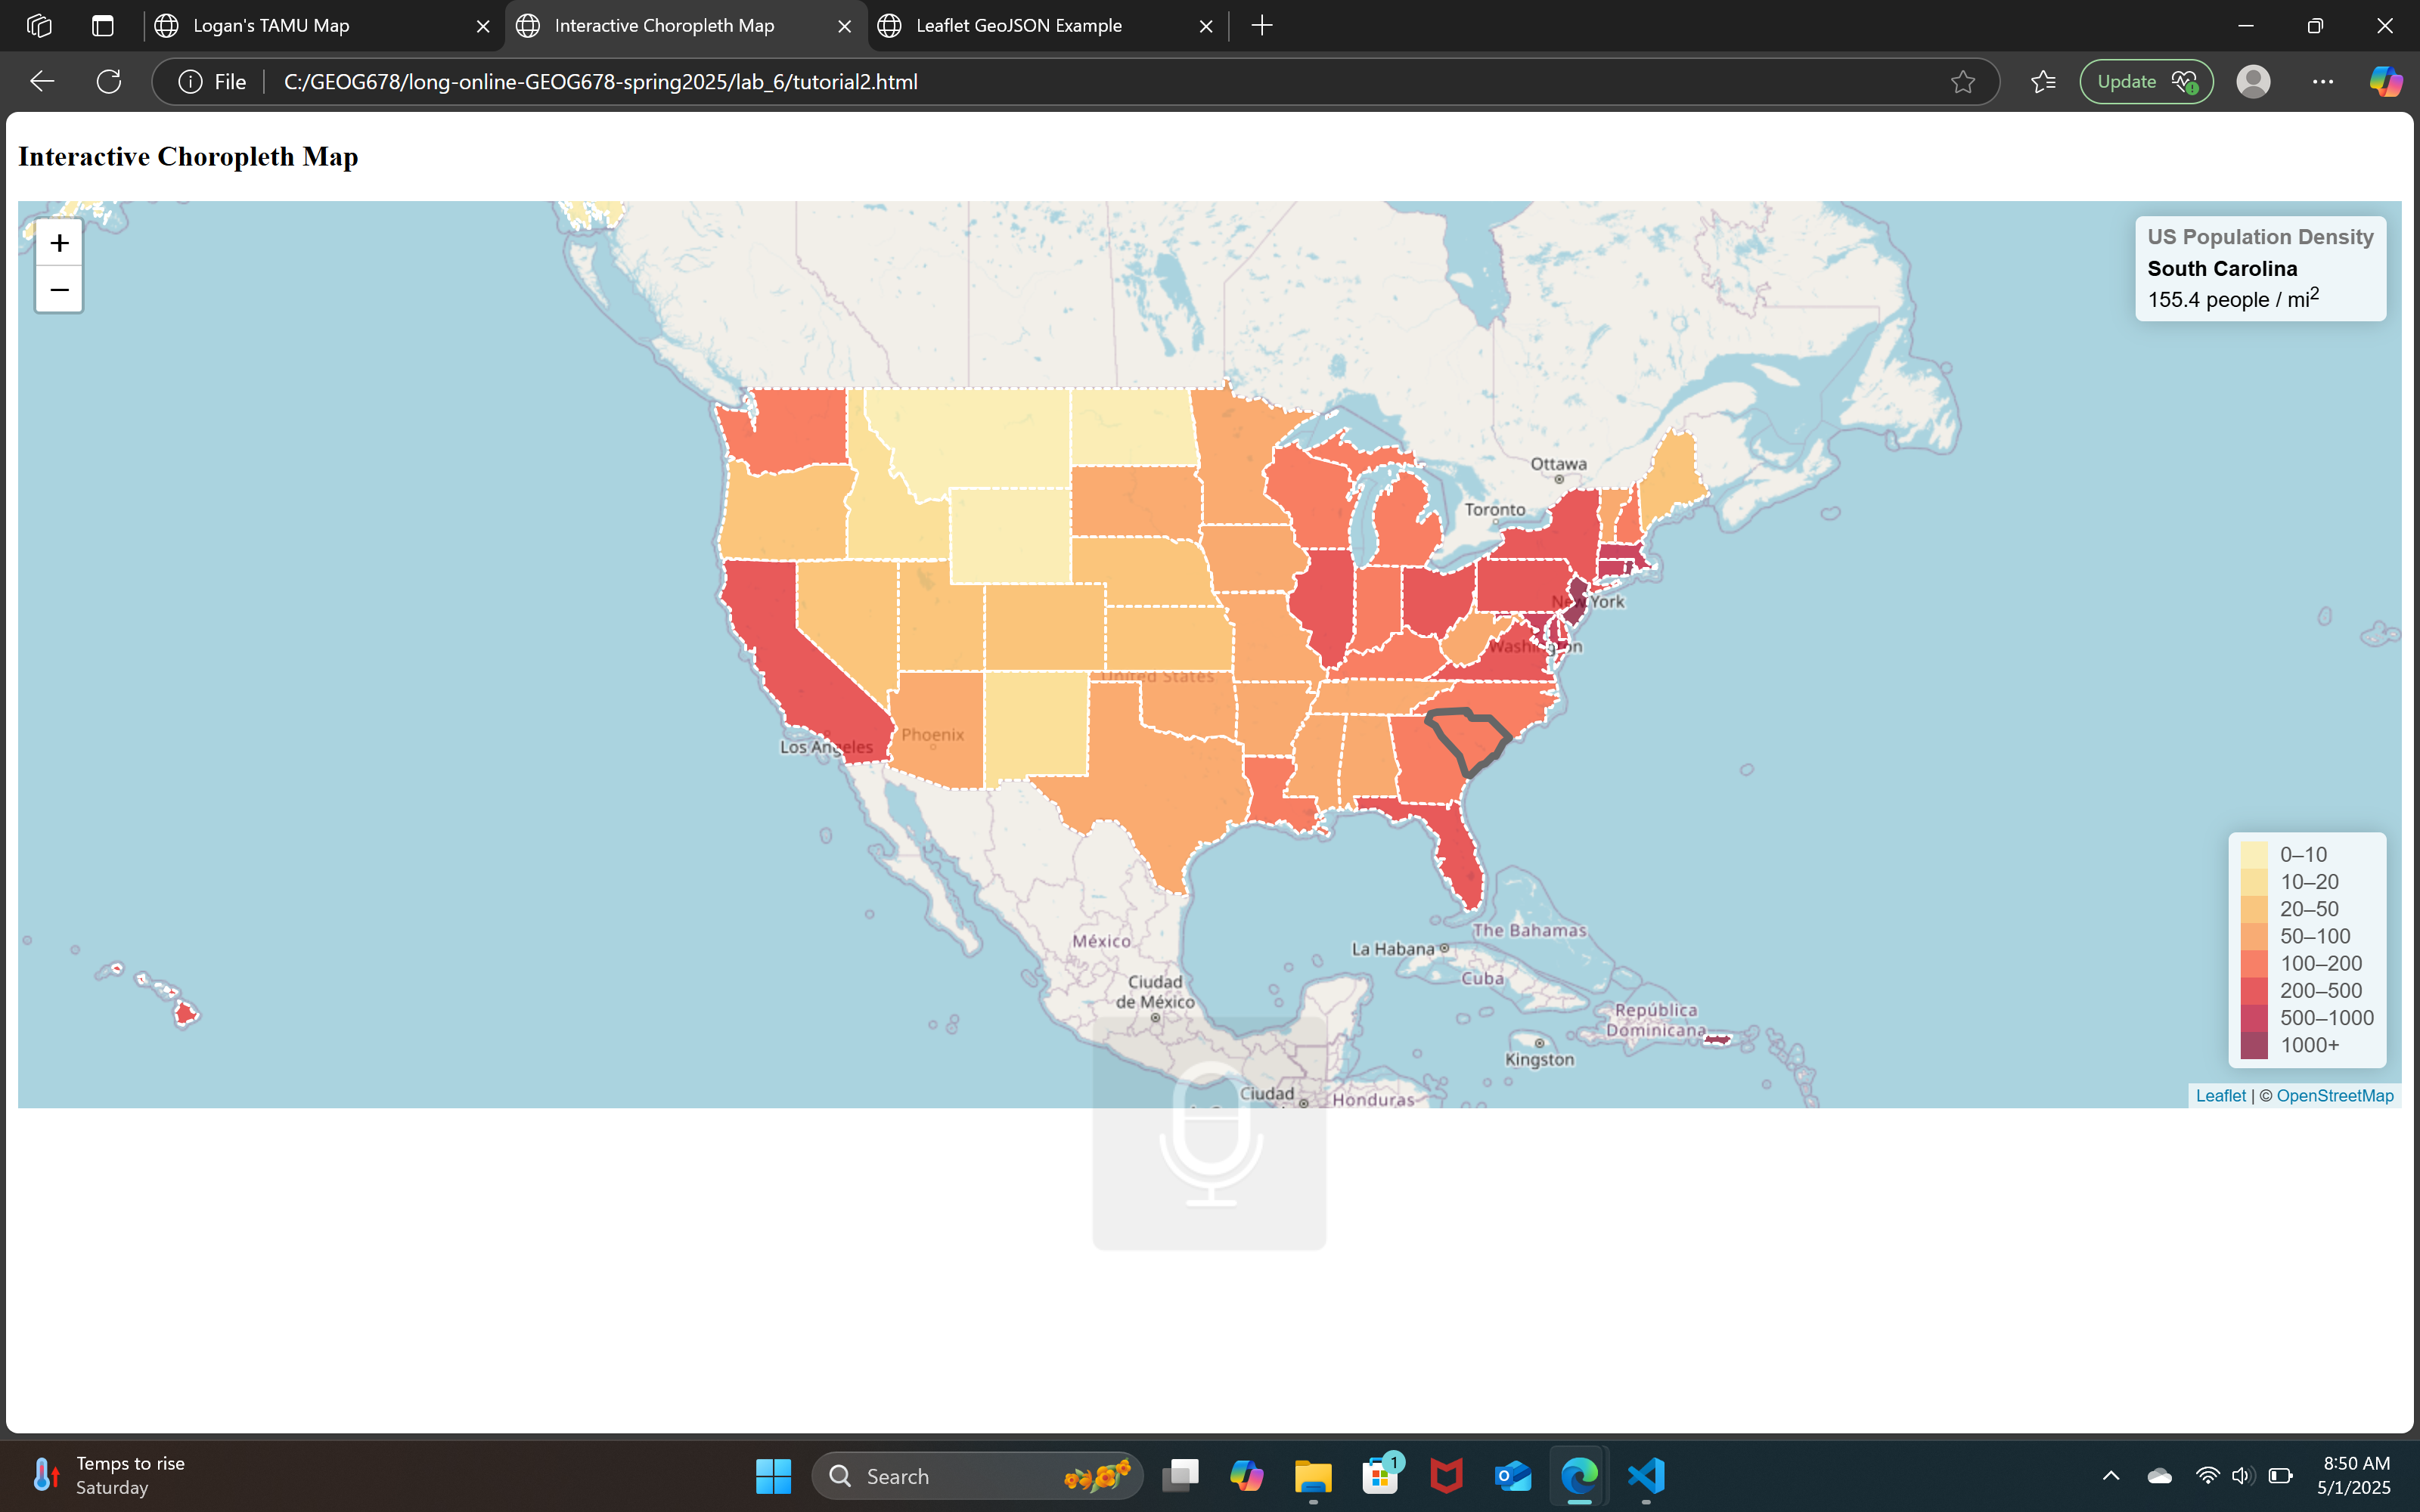 Logan's TAMU Map
Interactive Choropleth Map
Leaflet GeoJSON Example
File
C:/GEOG678/long-online-GEOG678-spring2025/lab_6/tutorial2.html
Update
Interactive Choropleth Map
+
−
US Population Density
South Carolina
155.4 people / mi²
Ottawa
Toronto
New York
Washington
United States
Phoenix
Los Angeles
The Bahamas
La Habana
México
Cuba
Ciudad
de México
República
Dominicana
Kingston
Ciudad
Honduras
0–10
10–20
20–50
50–100
100–200
200–500
500–1000
1000+
Leaflet | © OpenStreetMap
Temps to rise
Saturday
Search
1
8:50 AM
5/1/2025